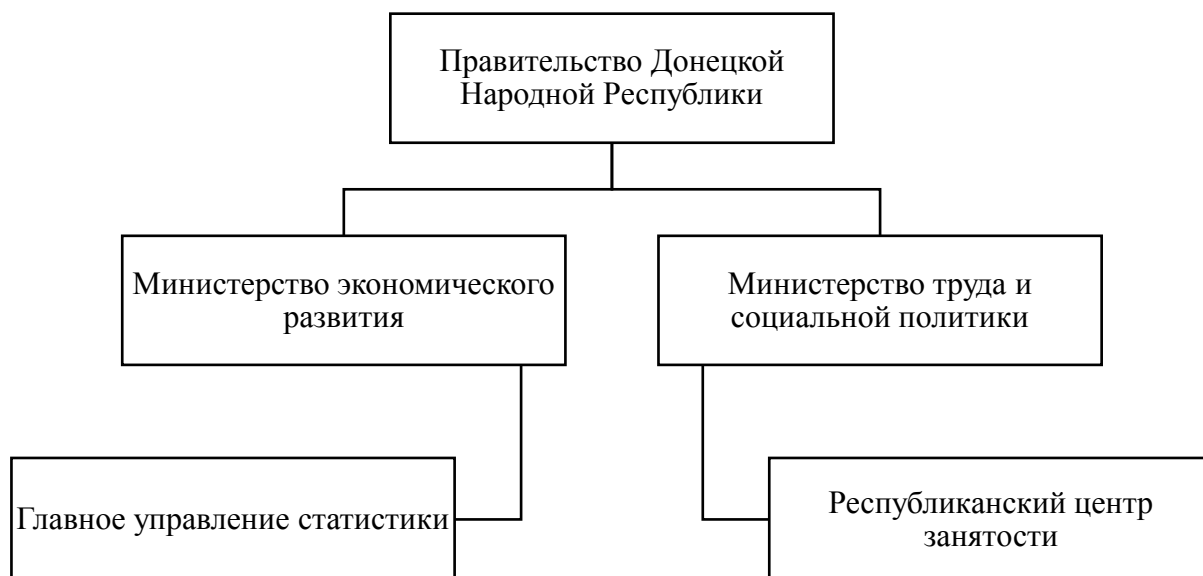 Правительство Донецкой
Народной Республики
Министерство экономического
развития
Министерство труда и
социальной политики
Главное управление статистики
Республиканский центр
занятости